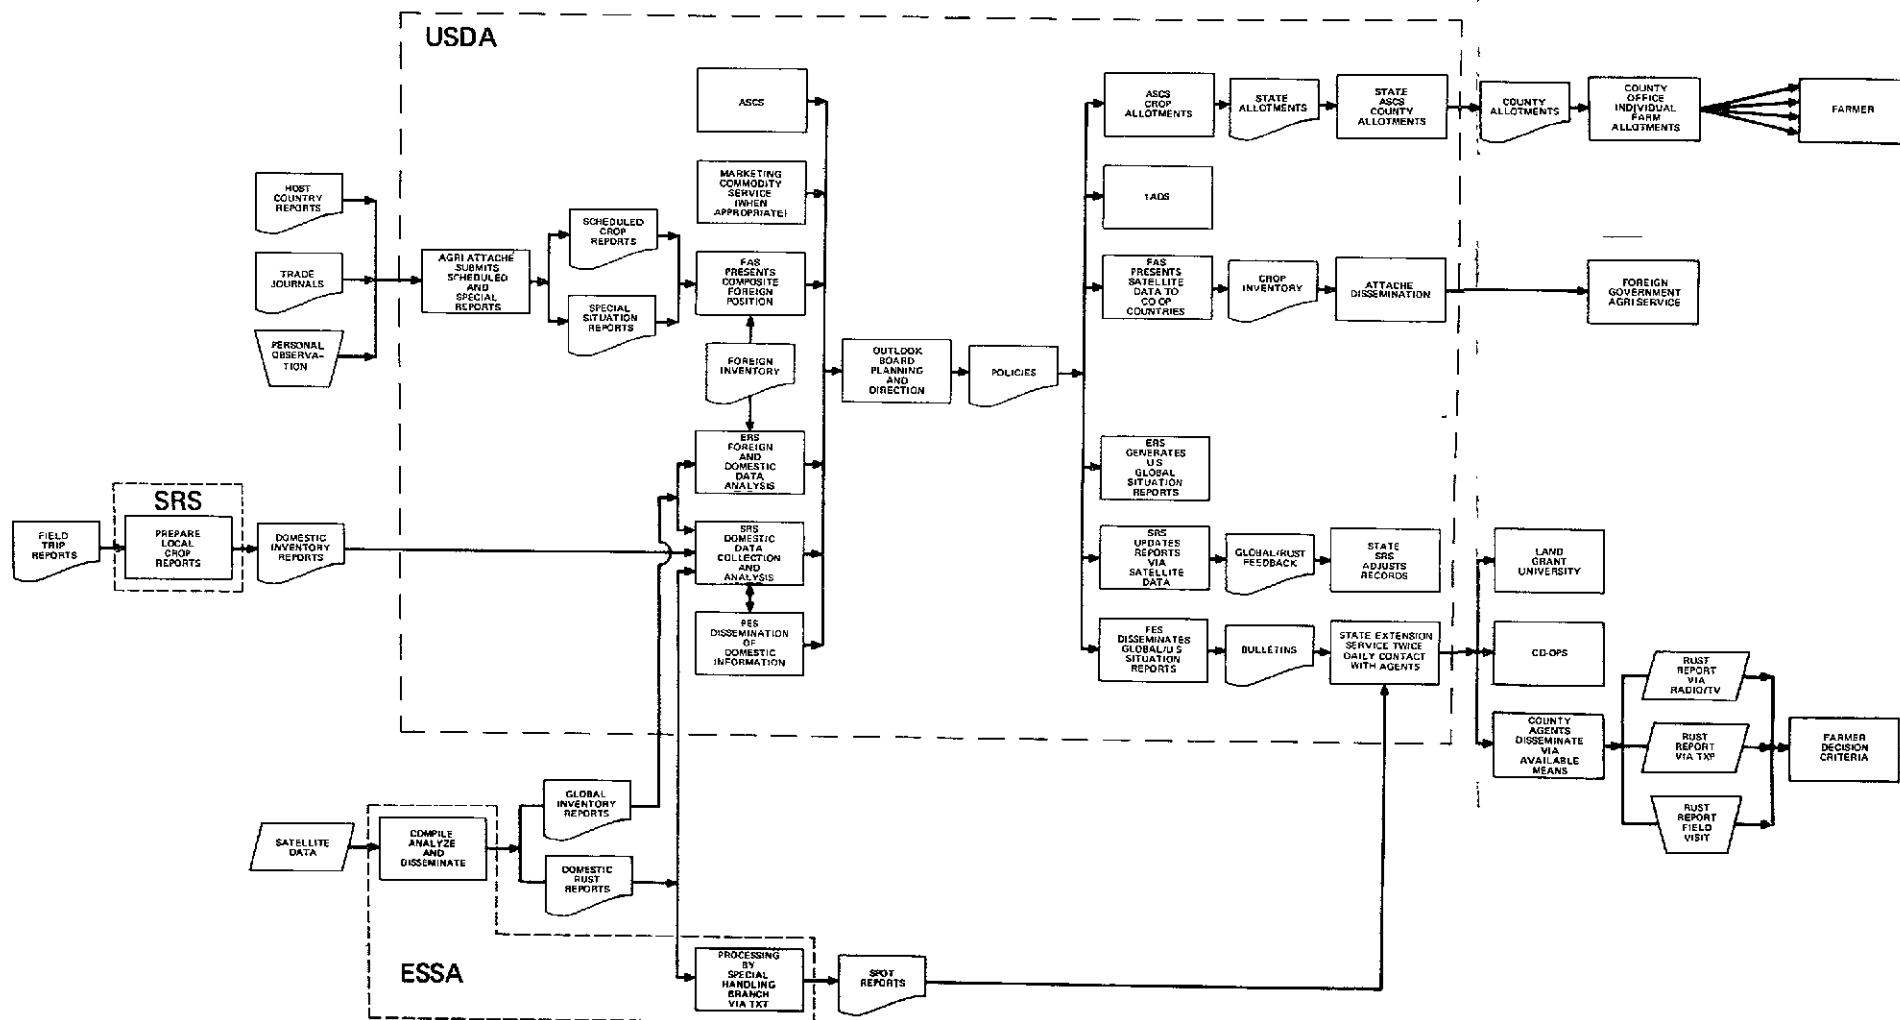 USDA
ASCS
MARKETING
COMMODITY
SERVICE
(WHEN
APPROPRIATE)
HOST
COUNTRY
REPORTS
TRADE
JOURNALS
PERSONAL
OBSERVA-
TION
AGRI ATTACHE
SUBMITS
SCHEDULED
AND
SPECIAL
REPORTS
SCHEDULED
CROP
REPORTS
SPECIAL
SITUATION
REPORTS
FAS
PRESENTS
COMPOSITE
FOREIGN
POSITION
FOREIGN
INVENTORY
ERS
FOREIGN
AND
DOMESTIC
DATA
ANALYSIS
SRS
FIELD
TRIP
REPORTS
PREPARE
LOCAL
CROP
REPORTS
DOMESTIC
INVENTORY
REPORTS
SRS
DOMESTIC
DATA
COLLECTION
AND
ANALYSIS
FES
DISSEMINATION
OF
DOMESTIC
INFORMATION
OUTLOOK
BOARD
PLANNING
AND
DIRECTION
POLICIES
ASCS
CROP
ALLOTMENTS
STATE
ALLOTMENTS
STATE
ASCS
COUNTY
ALLOTMENTS
COUNTY
ALLOTMENTS
COUNTY
OFFICE
INDIVIDUAL
FARM
ALLOTMENTS
FARMER
IADS
FAS
PRESENTS
SATELLITE
DATA TO
CO OP
COUNTRIES
CROP
INVENTORY
ATTACHE
DISSEMINATION
FOREIGN
GOVERNMENT
AGRI SERVICE
ERS
GENERATES
U S
GLOBAL
SITUATION
REPORTS
SRS
UPDATES
REPORTS
VIA
SATELLITE
DATA
GLOBAL/RUST
FEEDBACK
STATE
SRS
ADJUSTS
RECORDS
FES
DISSEMINATES
GLOBAL/U S
SITUATION
REPORTS
BULLETINS
STATE EXTENSION
SERVICE TWICE
DAILY CONTACT
WITH AGENTS
LAND
GRANT
UNIVERSITY
CO-OPS
COUNTY
AGENTS
DISSEMINATE
VIA
AVAILABLE
MEANS
RUST
REPORT
VIA
RADIO/TV
RUST
REPORT
VIA TXP
RUST
REPORT
FIELD
VISIT
FARMER
DECISION
CRITERIA
SATELLITE
DATA
COMPILE
ANALYZE
AND
DISSEMINATE
GLOBAL
INVENTORY
REPORTS
DOMESTIC
RUST
REPORTS
ESSA
PROCESSING
BY
SPECIAL
HANDLING
BRANCH
VIA TXT
SPOT
REPORTS